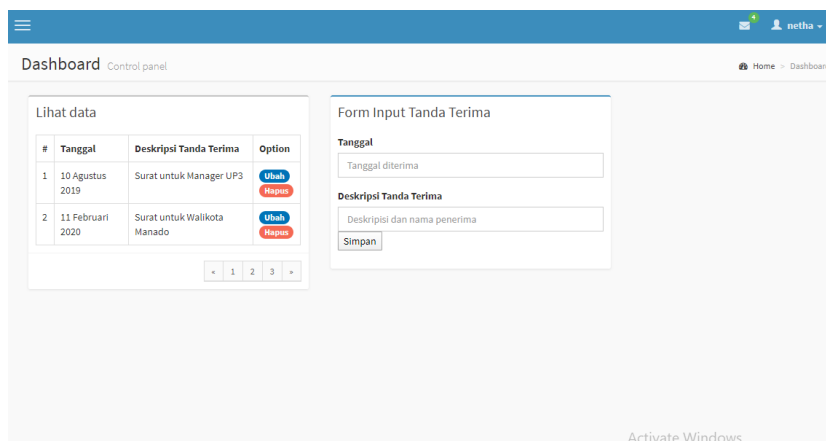 4
netha
Dashboard Control panel
Home > Dashboar
Lihat data
# Tanggal Deskripsi Tanda Terima Option
1 10 Agustus 2019 Surat untuk Manager UP3 Ubah Hapus
2 11 Februari 2020 Surat untuk Walikota Manado Ubah Hapus
« 1 2 3 »
Form Input Tanda Terima
Tanggal
Tanggal diterima
Deskripsi Tanda Terima
Deskripisi dan nama penerima
Simpan
Activate Windows